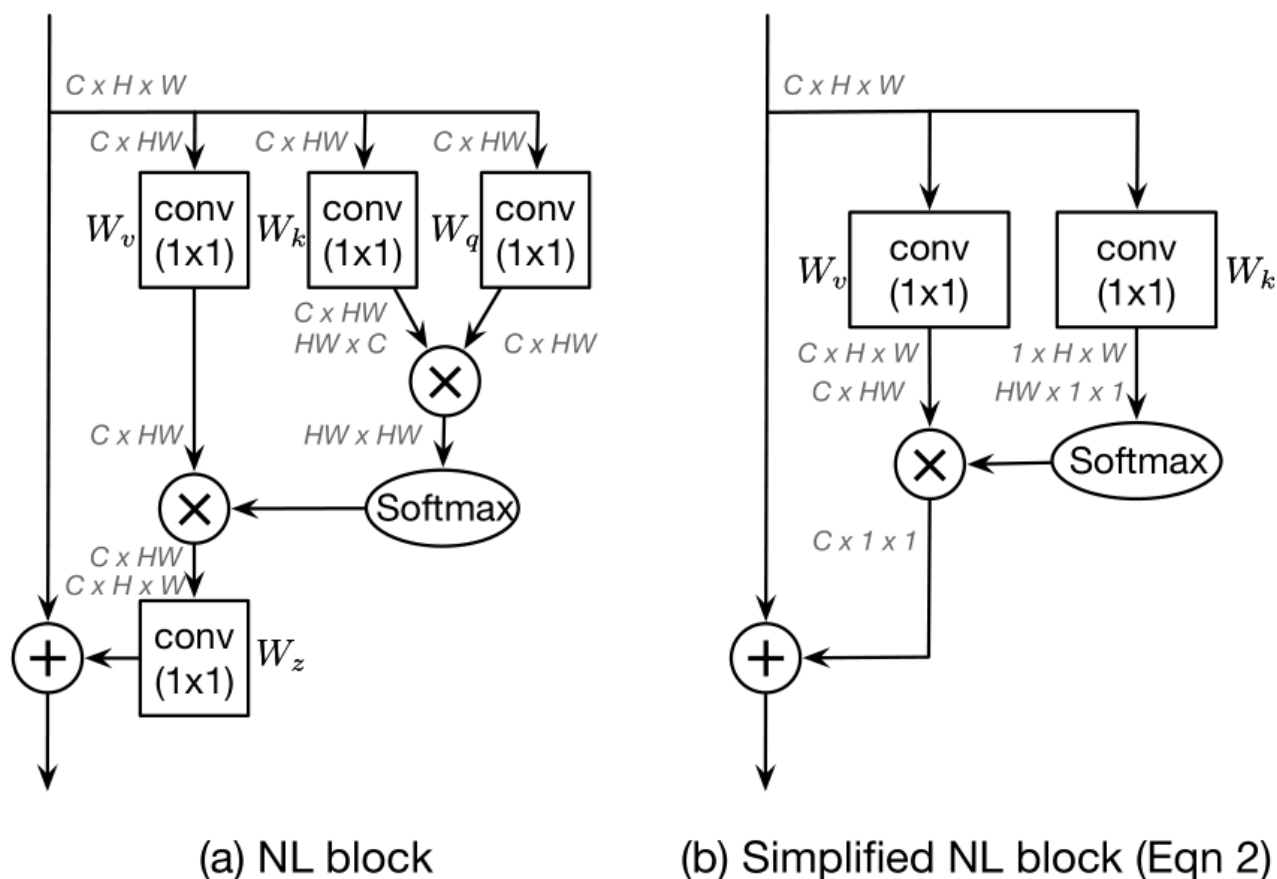 C x H x W
C x HW
C x HW
C x HW
W_v
conv
(1x1)
W_k
conv
(1x1)
W_q
conv
(1x1)
C x HW
HW x C
C x HW
C x HW
HW x HW
Softmax
C x HW
C x H x W
conv
(1x1)
W_z
(a) NL block
C x H x W
W_v
conv
(1x1)
conv
(1x1)
W_k
C x H x W
C x HW
1 x H x W
HW x 1 x 1
Softmax
C x 1 x 1
(b) Simplified NL block (Eqn 2)